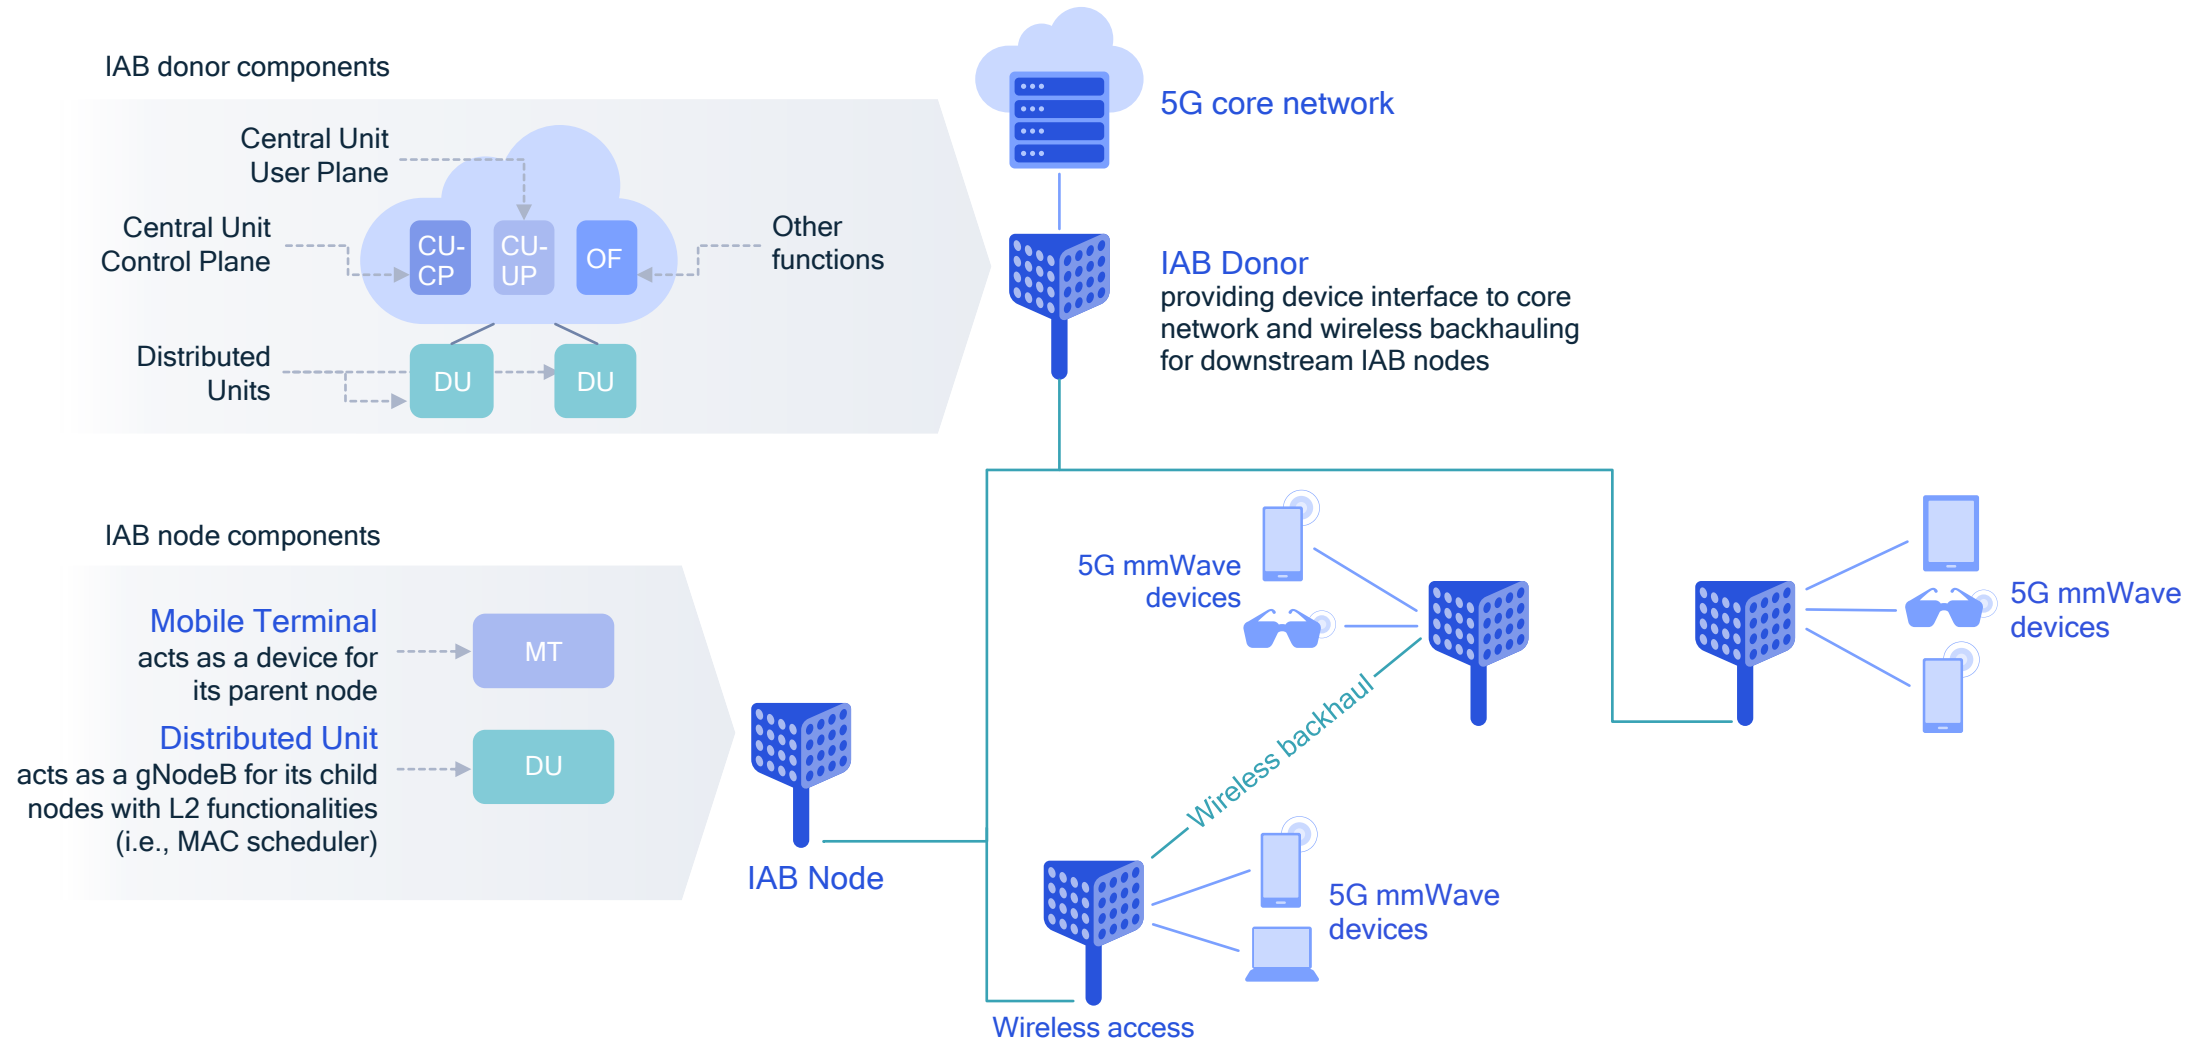 IAB donor components
Central Unit
User Plane
Central Unit
Control Plane
CU-
CP
CU-
UP
OF
Other
functions
Distributed
Units
DU
DU
5G core network
IAB Donor
providing device interface to core
network and wireless backhauling
for downstream IAB nodes
IAB node components
Mobile Terminal
acts as a device for
its parent node
MT
Distributed Unit
acts as a gNodeB for its child
nodes with L2 functionalities
(i.e., MAC scheduler)
DU
IAB Node
5G mmWave
devices
5G mmWave
devices
Wireless backhaul
5G mmWave
devices
Wireless access